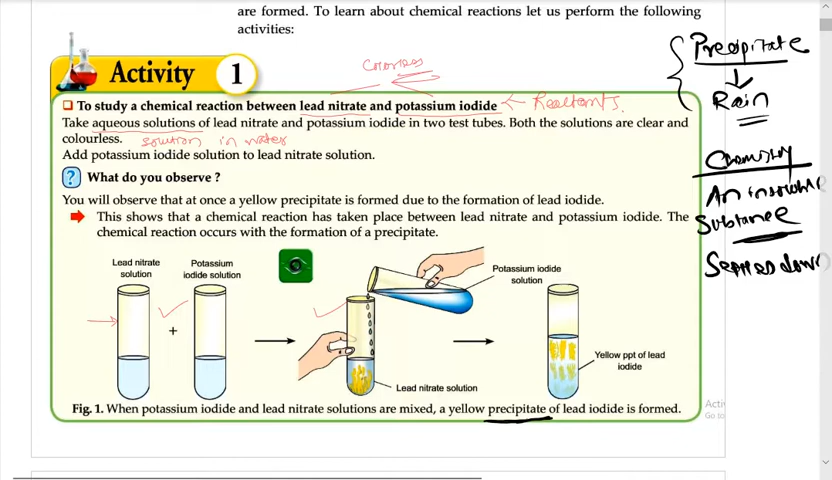 are formed. To learn about chemical reactions let us perform the following
activities:
Activity 1
Colorless
To study a chemical reaction between lead nitrate and potassium iodide
Reactants.
Take aqueous solutions of lead nitrate and potassium iodide in two test tubes. Both the solutions are clear and
colourless.
solution in water
Add potassium iodide solution to lead nitrate solution.
? What do you observe ?
You will observe that at once a yellow precipitate is formed due to the formation of lead iodide.
This shows that a chemical reaction has taken place between lead nitrate and potassium iodide. The
chemical reaction occurs with the formation of a precipitate.
Lead nitrate
solution
Potassium
iodide solution
+
Potassium iodide
solution
Lead nitrate solution
Yellow ppt of lead
iodide
Fig. 1. When potassium iodide and lead nitrate solutions are mixed, a yellow precipitate of lead iodide is formed.
Precipitate
Rain
Chemistry
An insoluble
Substance
Settles down
Activ
Go to